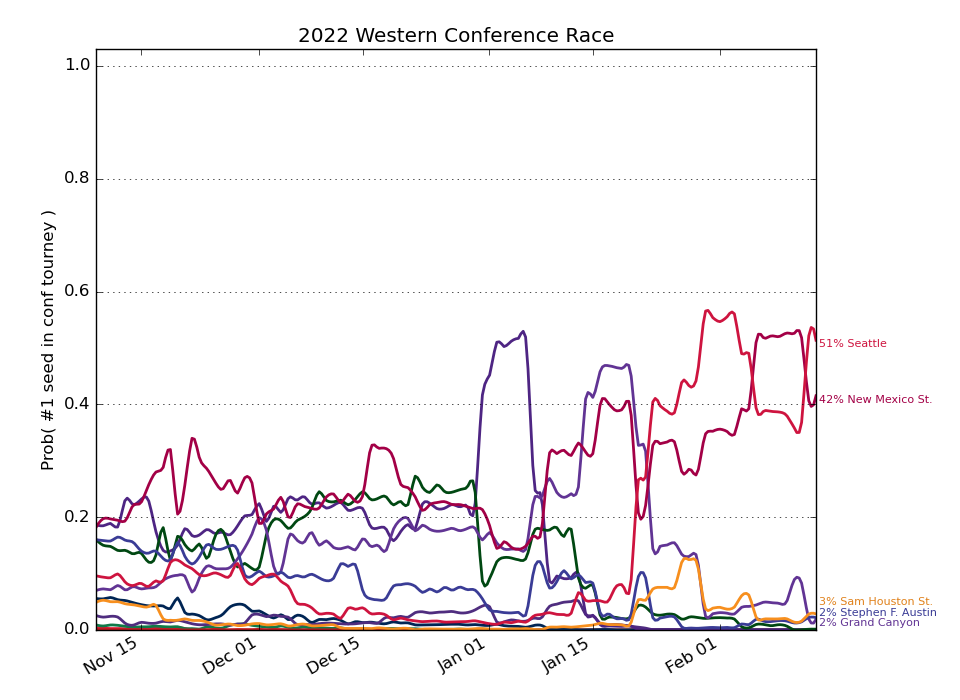 2022 Western Conference Race
Prob( #1 seed in conf tourney )
1.0
0.8
0.6
0.4
0.2
0.0
51% Seattle
42% New Mexico St.
3% Sam Houston St.
2% Stephen F. Austin
2% Grand Canyon
Nov 15
Dec 01
Dec 15
Jan 01
Jan 15
Feb 01